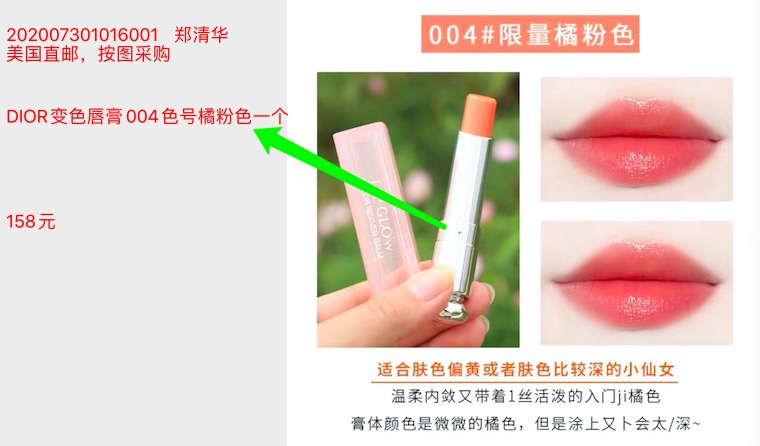 202007301016001 郑清华
美国直邮，按图采购
DIOR变色唇膏004色号橘粉色一个
158元
004#限量橘粉色
GLOW
适合肤色偏黄或者肤色比较深的小仙女
温柔内敛又带着1丝活泼的入门ji橘色
膏体颜色是微微的橘色，但是涂上又卜会太/深~